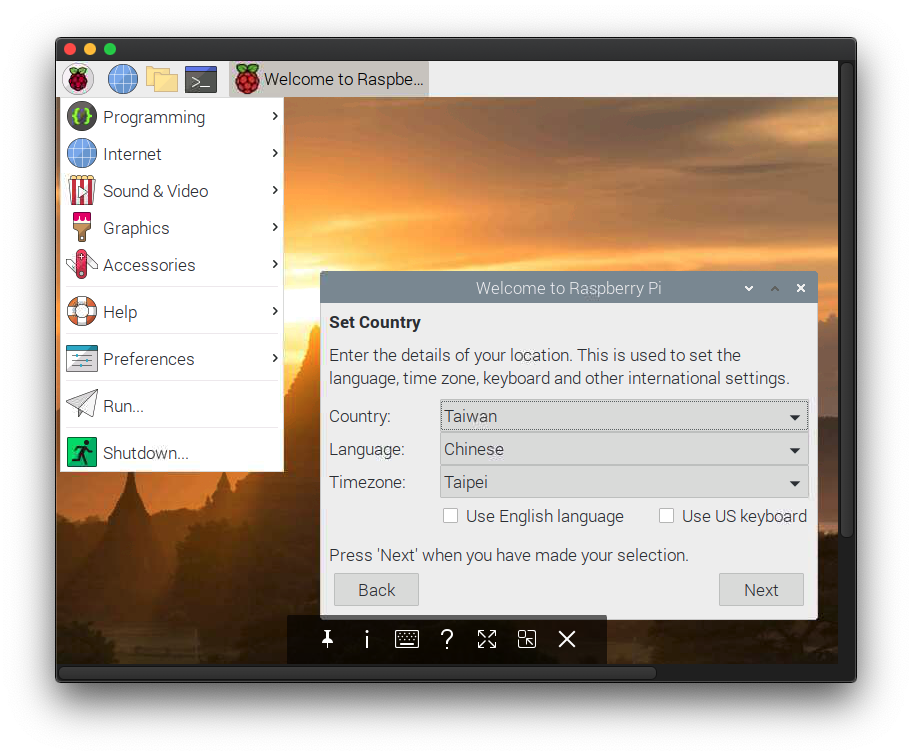 Welcome to Raspbe...
Programming
Internet
Sound & Video
Graphics
Accessories
Help
Preferences
Run...
Shutdown...
Welcome to Raspberry Pi
Set Country
Enter the details of your location. This is used to set the
language, time zone, keyboard and other international settings.
Country: Taiwan
Language: Chinese
Timezone: Taipei
Use English language Use US keyboard
Press 'Next' when you have made your selection.
Back Next